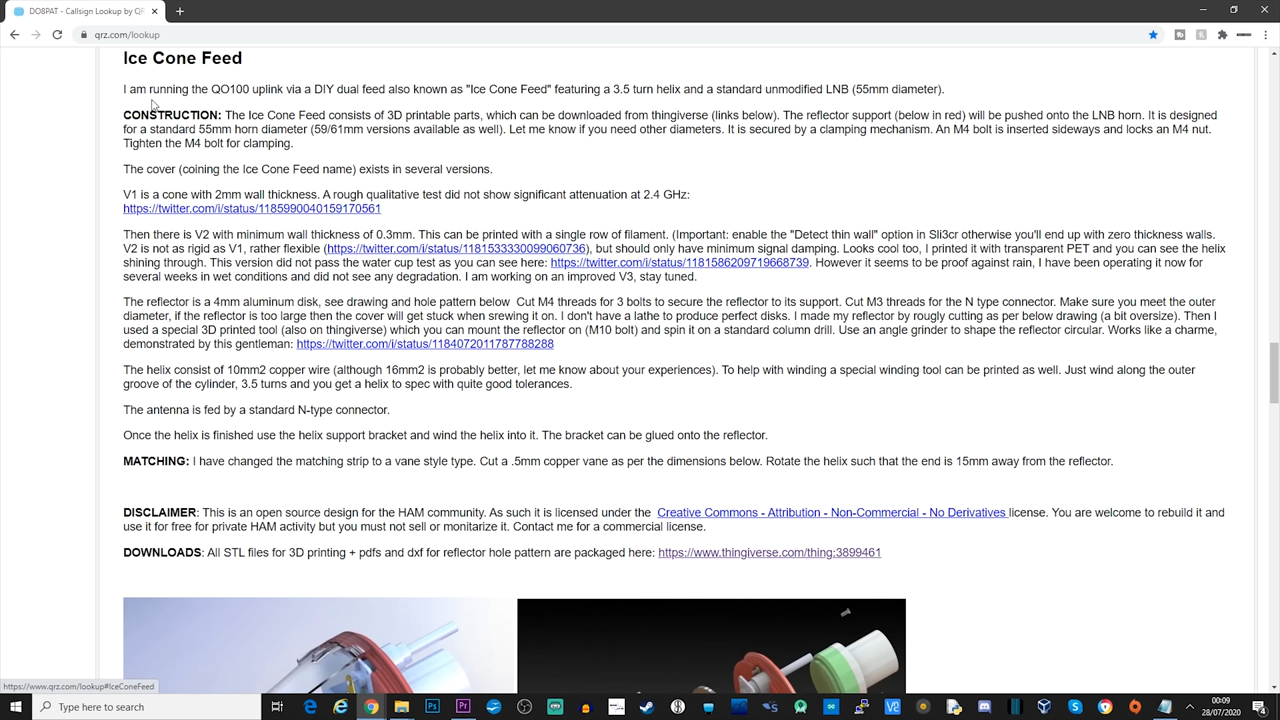 DO8PAT - Callsign Lookup by QR
qrz.com/lookup
Ice Cone Feed
I am running the QO100 uplink via a DIY dual feed also known as "Ice Cone Feed" featuring a 3.5 turn helix and a standard unmodified LNB (55mm diameter).
CONSTRUCTION: The Ice Cone Feed consists of 3D printable parts, which can be downloaded from thingiverse (links below). The reflector support (below in red) will be pushed onto the LNB horn. It is designed
for a standard 55mm horn diameter (59/61mm versions available as well). Let me know if you need other diameters. It is secured by a clamping mechanism. An M4 bolt is inserted sideways and locks an M4 nut.
Tighten the M4 bolt for clamping.
The cover (coining the Ice Cone Feed name) exists in several versions.
V1 is a cone with 2mm wall thickness. A rough qualitative test did not show significant attenuation at 2.4 GHz:
https://twitter.com/i/status/1185990040159170561
Then there is V2 with minimum wall thickness of 0.3mm. This can be printed with a single row of filament. (Important: enable the "Detect thin wall" option in Sli3cr otherwise you'll end up with zero thickness walls.
V2 is not as rigid as V1, rather flexible (https://twitter.com/i/status/1181533330099060736), but should only have minimum signal damping. Looks cool too, I printed it with transparent PET and you can see the helix
shining through. This version did not pass the water cup test as you can see here: https://twitter.com/i/status/1181586209719668739. However it seems to be proof against rain, I have been operating it now for
several weeks in wet conditions and did not see any degradation. I am working on an improved V3, stay tuned.
The reflector is a 4mm aluminum disk, see drawing and hole pattern below  Cut M4 threads for 3 bolts to secure the reflector to its support. Cut M3 threads for the N type connector. Make sure you meet the outer
diameter, if the reflector is too large then the cover will get stuck when srewing it on. I don't have a lathe to produce perfect disks. I made my reflector by rougly cutting as per below drawing (a bit oversize). Then I
used a special 3D printed tool (also on thingiverse) which you can mount the reflector on (M10 bolt) and spin it on a standard column drill. Use an angle grinder to shape the reflector circular. Works like a charme,
demonstrated by this gentleman: https://twitter.com/i/status/1184072011787788288
The helix consist of 10mm2 copper wire (although 16mm2 is probably better, let me know about your experiences). To help with winding a special winding tool can be printed as well. Just wind along the outer
groove of the cylinder, 3.5 turns and you get a helix to spec with quite good tolerances.
The antenna is fed by a standard N-type connector.
Once the helix is finished use the helix support bracket and wind the helix into it. The bracket can be glued onto the reflector.
MATCHING: I have changed the matching strip to a vane style type. Cut a .5mm copper vane as per the dimensions below. Rotate the helix such that the end is 15mm away from the reflector.
DISCLAIMER: This is an open source design for the HAM community. As such it is licensed under the Creative Commons - Attribution - Non-Commercial - No Derivatives license. You are welcome to rebuild it and
use it for free for private HAM activity but you must not sell or monitarize it. Contact me for a commercial license.
DOWNLOADS: All STL files for 3D printing + pdfs and dxf for reflector hole pattern are packaged here: https://www.thingiverse.com/thing:3899461
https://www.qrz.com/lookup#IceConeFeed
Type here to search
00:09
28/07/2020